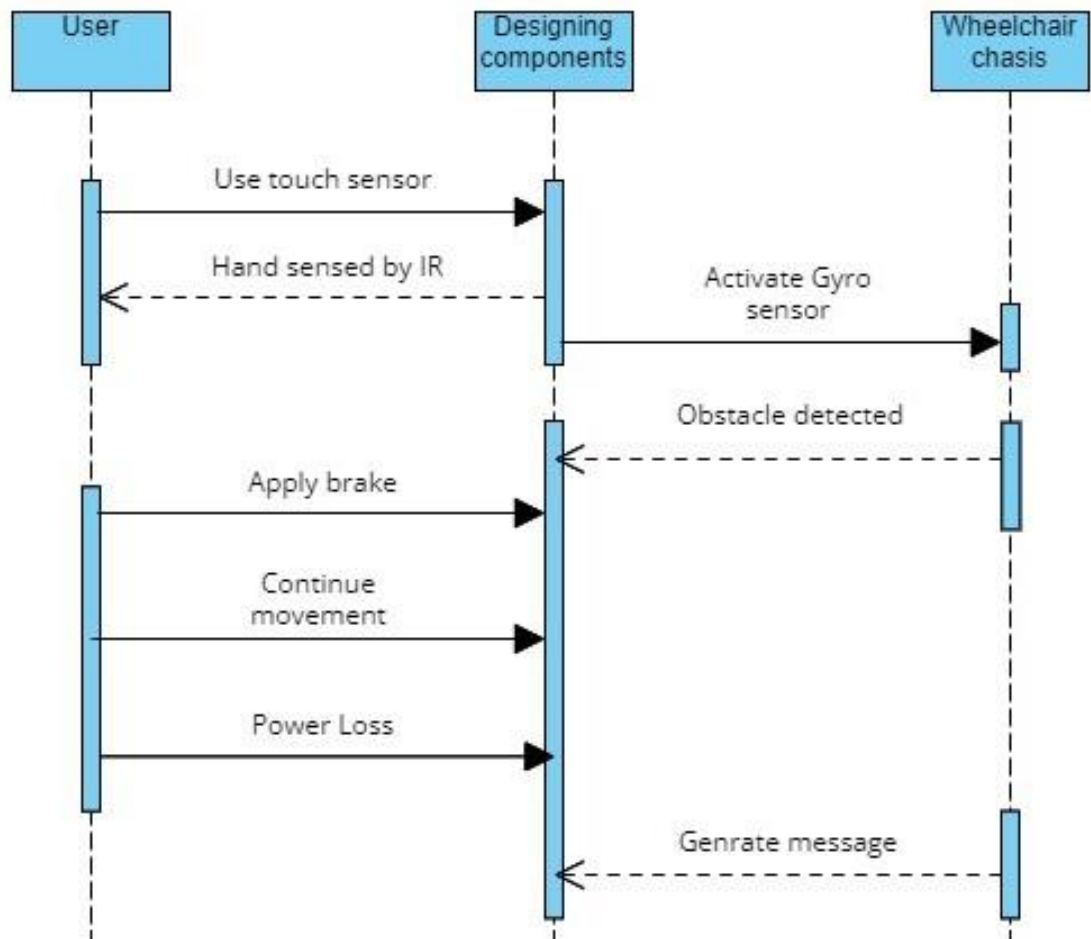 User
Designing
components
Wheelchair
chasis
Use touch sensor
Hand sensed by IR
Activate Gyro
sensor
Obstacle detected
Apply brake
Continue
movement
Power Loss
Genrate message